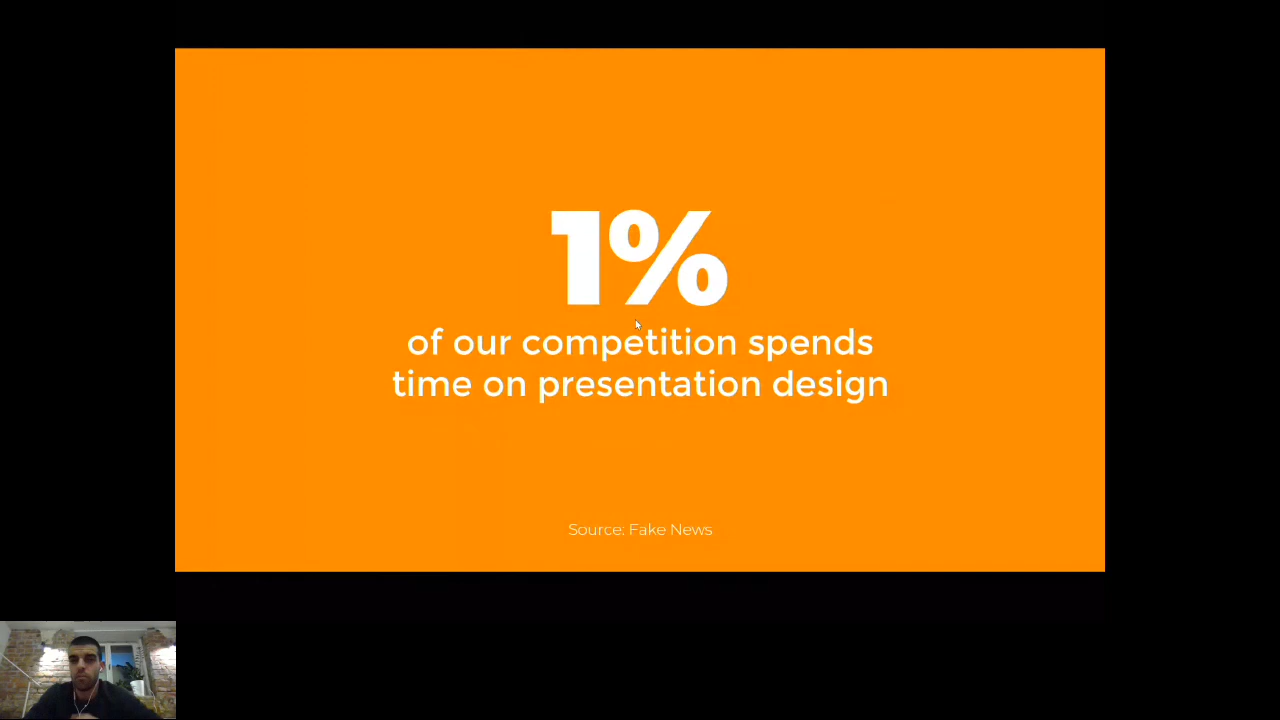 1%
of our competition spends
time on presentation design
Source: Fake News